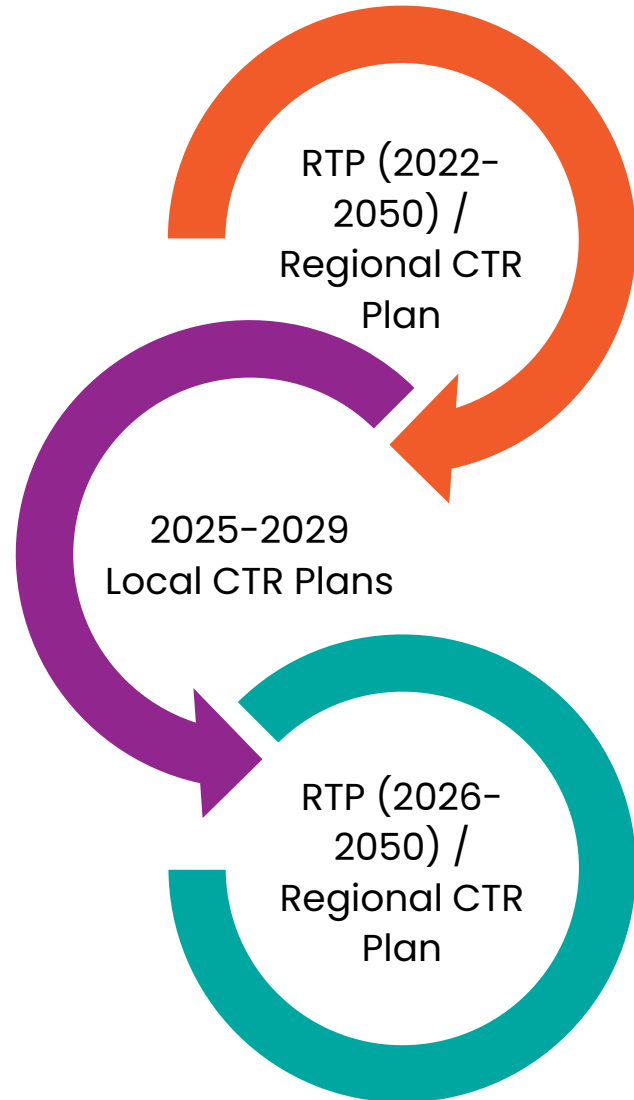 RTP (2022-
2050) /
Regional CTR
Plan
2025-2029
Local CTR Plans
RTP (2026-
2050) /
Regional CTR
Plan